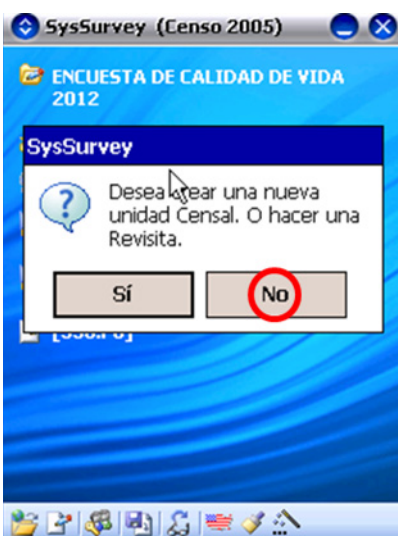 SysSurvey (Censo 2005)
ENCUESTA DE CALIDAD DE VIDA
2012
SysSurvey
Desea crear una nueva
unidad Censal. O hacer una
Revisita.
Sí No